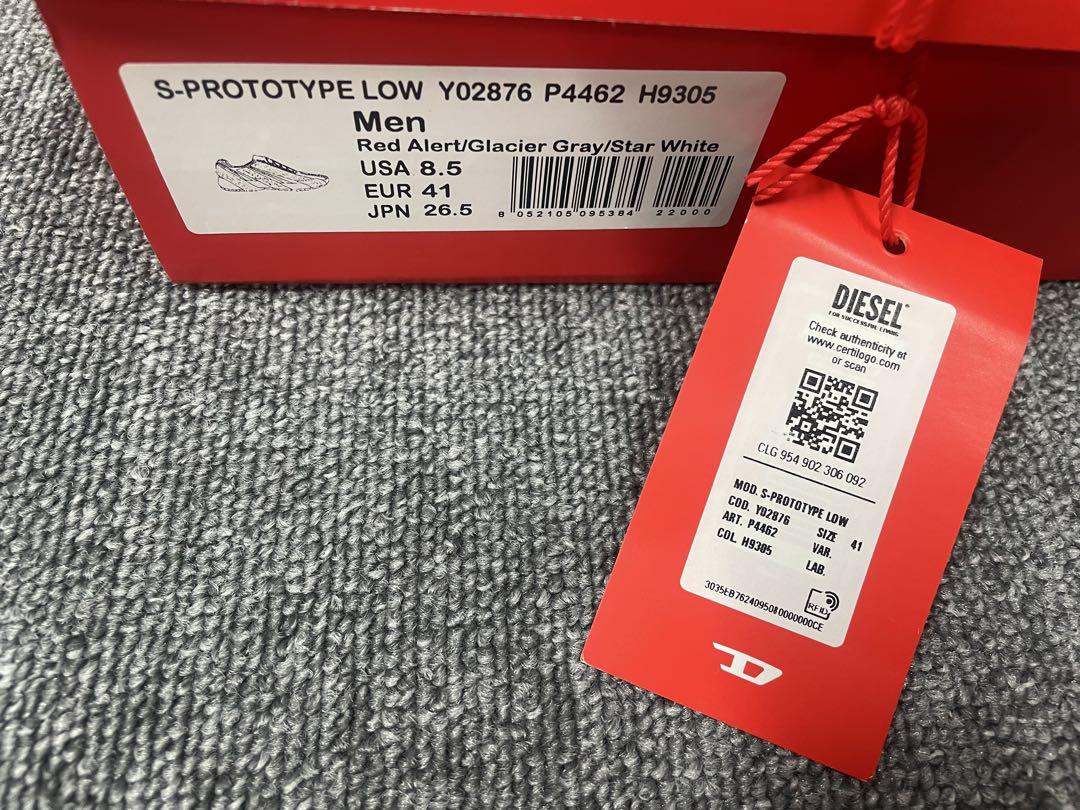 S-PROTOTYPE LOW Y02876 P4462 H9305
Men
Red Alert/Glacier Gray/Star White
USA 8.5
EUR 41
JPN 26.5
8 052105 095384 22000
DIESEL
FOR SUCCESSFUL LIVING
Check authenticity at
www.certilogo.com
or scan
CLG 954 902 306 092
MOD. S-PROTOTYPE LOW
COD. Y02876 SIZE 41
ART. P4462 VAR.
COL. H9305 LAB.
RFID
D